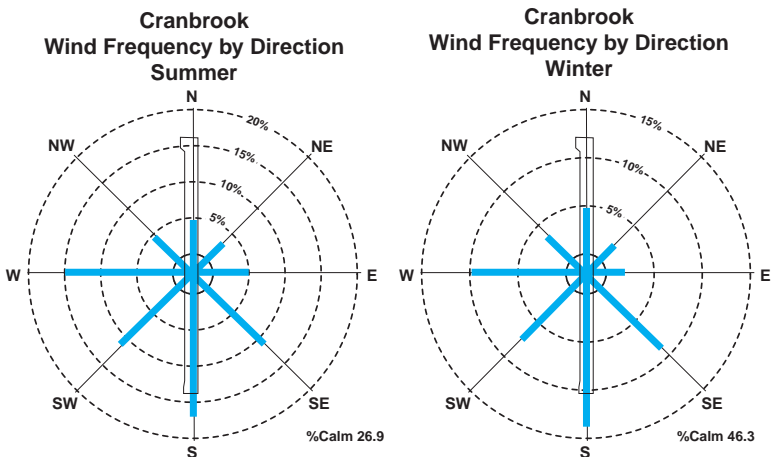 Cranbrook
Wind Frequency by Direction
Summer
N
20%
NW
NE
15%
10%
5%
W
E
SW
SE
S
%Calm 26.9
Cranbrook
Wind Frequency by Direction
Winter
N
15%
NW
NE
10%
5%
W
E
SW
SE
S
%Calm 46.3